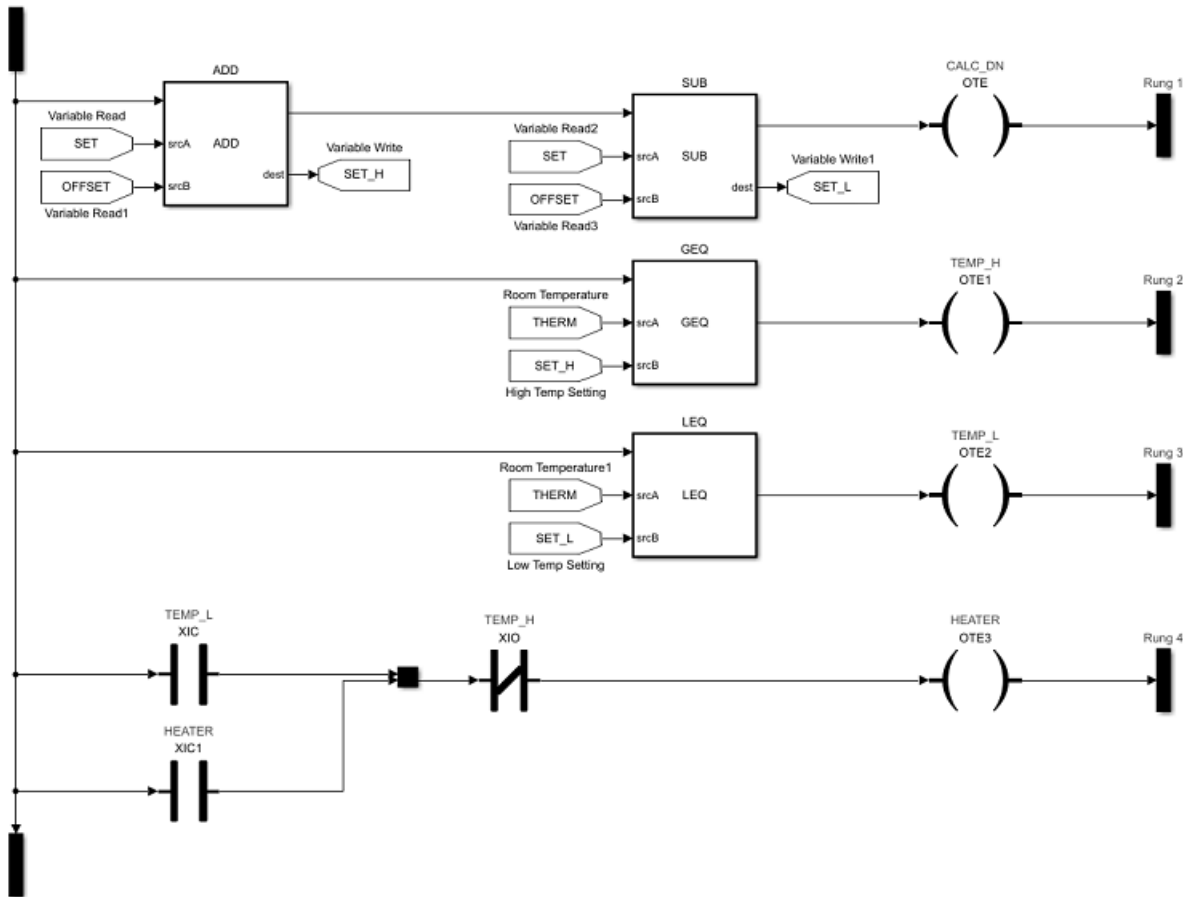 CALC_DN
OTE
Rung 1
ADD
SUB
Variable Read
SET
srcA
ADD
OFFSET
srcB
Variable Read1
dest
Variable Write
SET_H
Variable Read2
SET
srcA
SUB
OFFSET
srcB
Variable Read3
dest
Variable Write1
SET_L
GEQ
TEMP_H
OTE1
Rung 2
Room Temperature
THERM
srcA
GEQ
SET_H
srcB
High Temp Setting
LEQ
TEMP_L
OTE2
Rung 3
Room Temperature1
THERM
srcA
LEQ
SET_L
srcB
Low Temp Setting
TEMP_L
XIC
TEMP_H
XIO
HEATER
OTE3
Rung 4
HEATER
XIC1